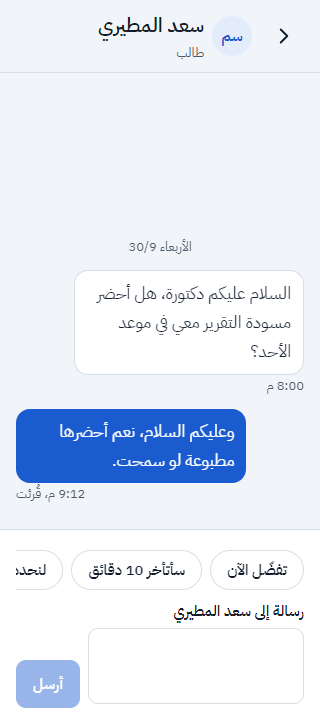 سعد المطيري
سم
طالب
الأربعاء 30/9
السلام عليكم دكتورة، هل أحضر
مسودة التقرير معي في موعد
الأحد؟
8:00 م
وعليكم السلام، نعم أحضرها
مطبوعة لو سمحت.
9:12 م، قُرئت
تفضّل الآن
سأتأخر 10 دقائق
رسالة إلى سعد المطيري
أرسل